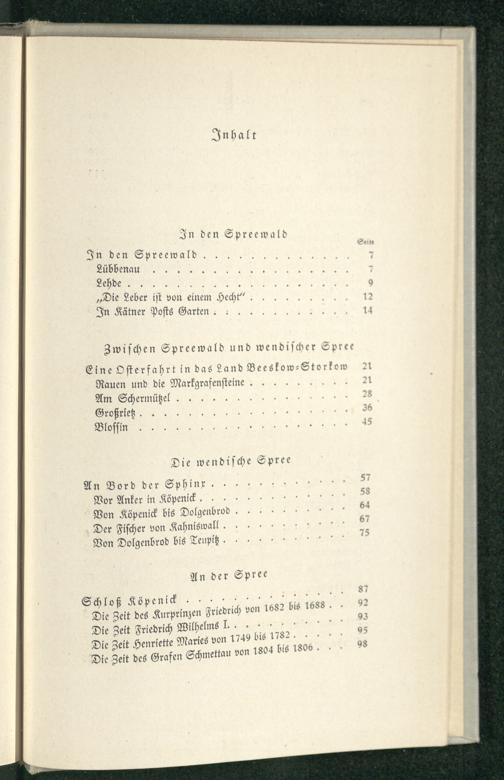 Inhalt
In den Spreewald
Seite
In den Spreewald . . . . . . . . . . . . . 7
Lübbenau . . . . . . . . . . . . . . . . 7
Lehde . . . . . . . . . . . . . . . . . . 9
„Die Leber ist von einem Hecht“ . . . . . . . . . 12
In Kätner Posts Garten . . . . . . . . . . . . 14
Zwischen Spreewald und wendischer Spree
Eine Osterfahrt in das Land Beeskow=Storkow 21
Rauen und die Markgrafensteine . . . . . . . . . 21
Am Schermützel . . . . . . . . . . . . . . . 28
Großrietz . . . . . . . . . . . . . . . . . 36
Blossin . . . . . . . . . . . . . . . . . . 45
Die wendische Spree
An Bord der Sphinx . . . . . . . . . . . . 57
Vor Anker in Köpenick . . . . . . . . . . . . . 58
Von Köpenick bis Dolgenbrod . . . . . . . . . . 64
Der Fischer von Kahniswall . . . . . . . . . . . 67
Von Dolgenbrod bis Teupitz . . . . . . . . . . . 75
An der Spree
Schloß Köpenick . . . . . . . . . . . . . . 87
Die Zeit des Kurprinzen Friedrich von 1682 bis 1688 . . 92
Die Zeit Friedrich Wilhelms I. . . . . . . . . . . 93
Die Zeit Henriette Maries von 1749 bis 1782 . . . . . 95
Die Zeit des Grafen Schmettau von 1804 bis 1806 . . . 98